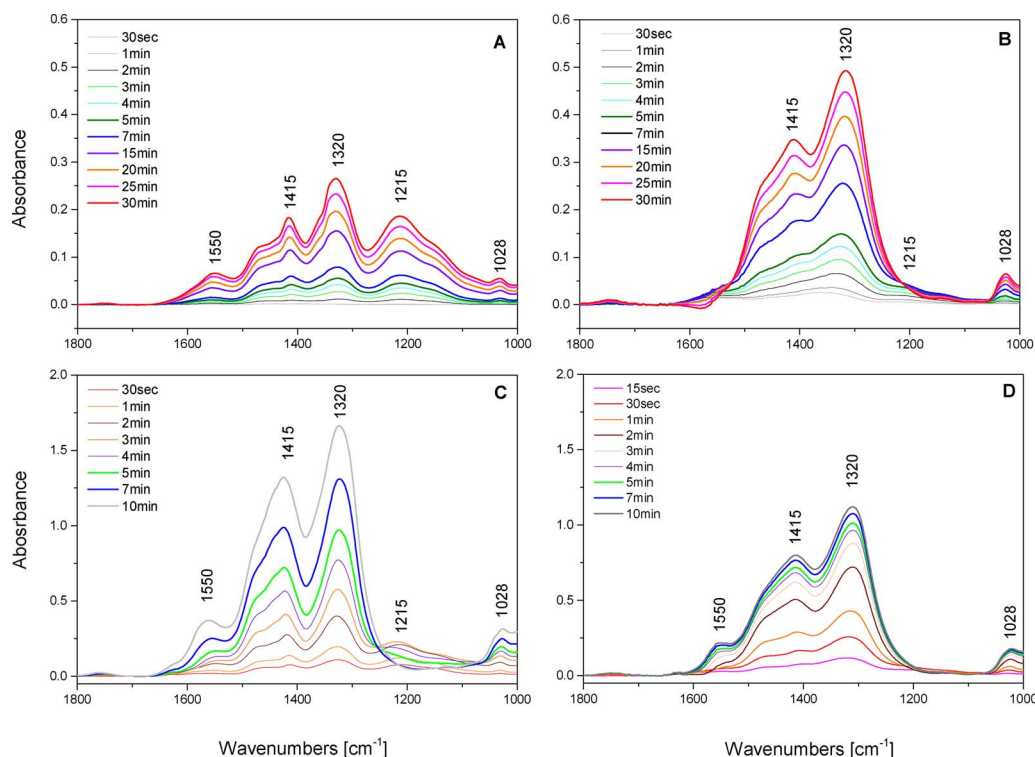 A
0.6
0.5
0.4
0.3
0.2
0.1
0.0
Absorbance
30sec
1min
2min
3min
4min
5min
7min
15min
20min
25min
30min
1550
1415
1320
1215
1028
1800
1600
1400
1200
1000
B
0.6
0.5
0.4
0.3
0.2
0.1
0.0
30sec
1min
2min
3min
4min
5min
7min
15min
20min
25min
30min
1415
1320
1215
1028
1800
1600
1400
1200
1000
C
2.0
1.5
1.0
0.5
0.0
Abosrbance
30sec
1min
2min
3min
4min
5min
7min
10min
1550
1415
1320
1215
1028
1800
1600
1400
1200
1000
Wavenumbers [cm-1]
D
2.0
1.5
1.0
0.5
0.0
15sec
30sec
1min
2min
3min
4min
5min
7min
10min
1550
1415
1320
1028
1800
1600
1400
1200
1000
Wavenumbers [cm-1]